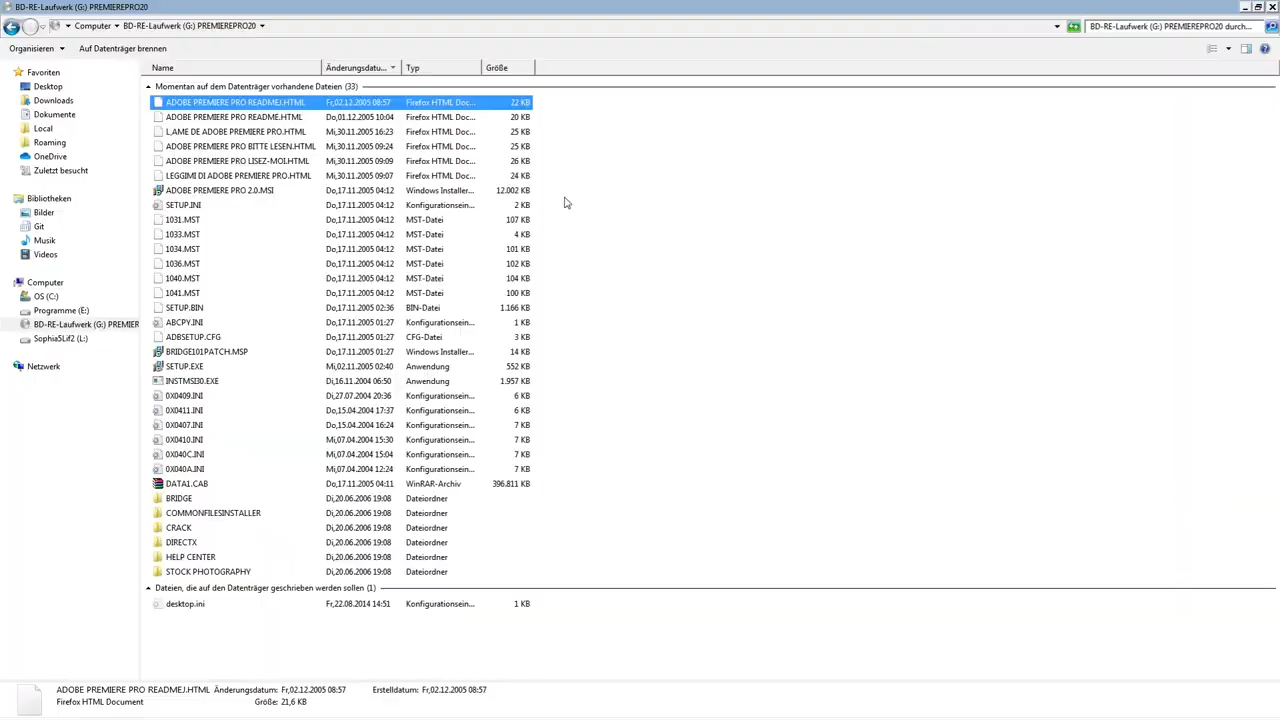 BD-RE-Laufwerk (G:) PREMIEREPRO20
Computer BD-RE-Laufwerk (G:) PREMIEREPRO20 BD-RE-Laufwerk (G:) PREMIEREPRO20 durch...
Organisieren Auf Datenträger brennen
Favoriten
Desktop
Downloads
Dokumente
Local
Roaming
OneDrive
Zuletzt besucht
Bibliotheken
Bilder
Git
Musik
Videos
Computer
OS (C:)
Programme (E:)
BD-RE-Laufwerk (G:) PREMIER
Sophia5Lif2 (L:)
Netzwerk
Name Änderungsdatu... Typ Größe
Momentan auf dem Datenträger vorhandene Dateien (33)
ADOBE PREMIERE PRO READMEJ.HTML Fr,02.12.2005 08:57 Firefox HTML Doc... 22 KB
ADOBE PREMIERE PRO README.HTML Do,01.12.2005 10:04 Firefox HTML Doc... 20 KB
L,AME DE ADOBE PREMIERE PRO.HTML Mi,30.11.2005 16:23 Firefox HTML Doc... 25 KB
ADOBE PREMIERE PRO BITTE LESEN.HTML Mi,30.11.2005 09:24 Firefox HTML Doc... 25 KB
ADOBE PREMIERE PRO LISEZ-MOI.HTML Mi,30.11.2005 09:09 Firefox HTML Doc... 26 KB
LEGGIMI DI ADOBE PREMIERE PRO.HTML Mi,30.11.2005 09:07 Firefox HTML Doc... 24 KB
ADOBE PREMIERE PRO 2.0.MSI Do,17.11.2005 04:12 Windows Installer... 12.002 KB
SETUP.INI Do,17.11.2005 04:12 Konfigurationsein... 2 KB
1031.MST Do,17.11.2005 04:12 MST-Datei 107 KB
1033.MST Do,17.11.2005 04:12 MST-Datei 4 KB
1034.MST Do,17.11.2005 04:12 MST-Datei 101 KB
1036.MST Do,17.11.2005 04:12 MST-Datei 102 KB
1040.MST Do,17.11.2005 04:12 MST-Datei 104 KB
1041.MST Do,17.11.2005 04:12 MST-Datei 100 KB
SETUP.BIN Do,17.11.2005 02:36 BIN-Datei 1.166 KB
ABCPY.INI Do,17.11.2005 01:27 Konfigurationsein... 1 KB
ADBSETUP.CFG Do,17.11.2005 01:27 CFG-Datei 3 KB
BRIDGE101PATCH.MSP Do,17.11.2005 01:27 Windows Installer... 14 KB
SETUP.EXE Mi,02.11.2005 02:40 Anwendung 552 KB
INSTMSI30.EXE Di,16.11.2004 06:50 Anwendung 1.957 KB
0X0409.INI Di,27.07.2004 20:36 Konfigurationsein... 6 KB
0X0411.INI Do,15.04.2004 17:37 Konfigurationsein... 6 KB
0X0407.INI Do,15.04.2004 16:24 Konfigurationsein... 7 KB
0X0410.INI Mi,07.04.2004 15:30 Konfigurationsein... 7 KB
0X040C.INI Mi,07.04.2004 15:04 Konfigurationsein... 7 KB
0X040A.INI Mi,07.04.2004 12:24 Konfigurationsein... 7 KB
DATA1.CAB Do,17.11.2005 04:11 WinRAR-Archiv 396.811 KB
BRIDGE Di,20.06.2006 19:08 Dateiordner
COMMONFILESINSTALLER Di,20.06.2006 19:08 Dateiordner
CRACK Di,20.06.2006 19:08 Dateiordner
DIRECTX Di,20.06.2006 19:08 Dateiordner
HELP CENTER Di,20.06.2006 19:08 Dateiordner
STOCK PHOTOGRAPHY Di,20.06.2006 19:08 Dateiordner
Dateien, die auf den Datenträger geschrieben werden sollen (1)
desktop.ini Fr,22.08.2014 14:51 Konfigurationsein... 1 KB
ADOBE PREMIERE PRO READMEJ.HTML Änderungsdatum: Fr,02.12.2005 08:57 Erstelldatum: Fr,02.12.2005 08:57
Firefox HTML Document Größe: 21,6 KB